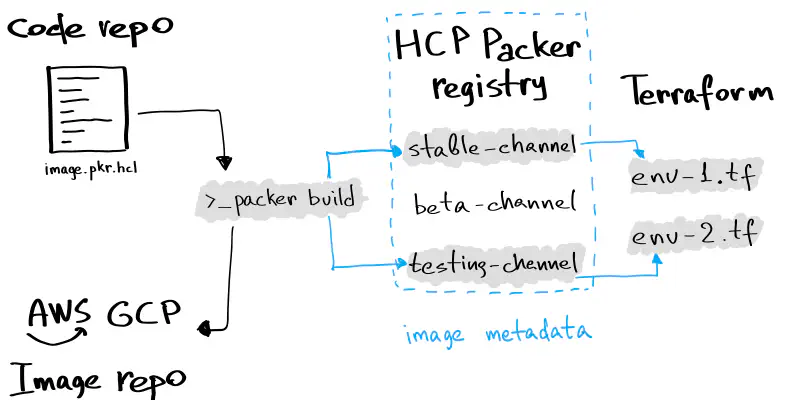 Code repo
image.pkr.hcl
>_packer build
AWS GCP
Image repo
HCP Packer
registry
stable-channel
beta-channel
testing-channel
image metadata
Terraform
env-1.tf
env-2.tf